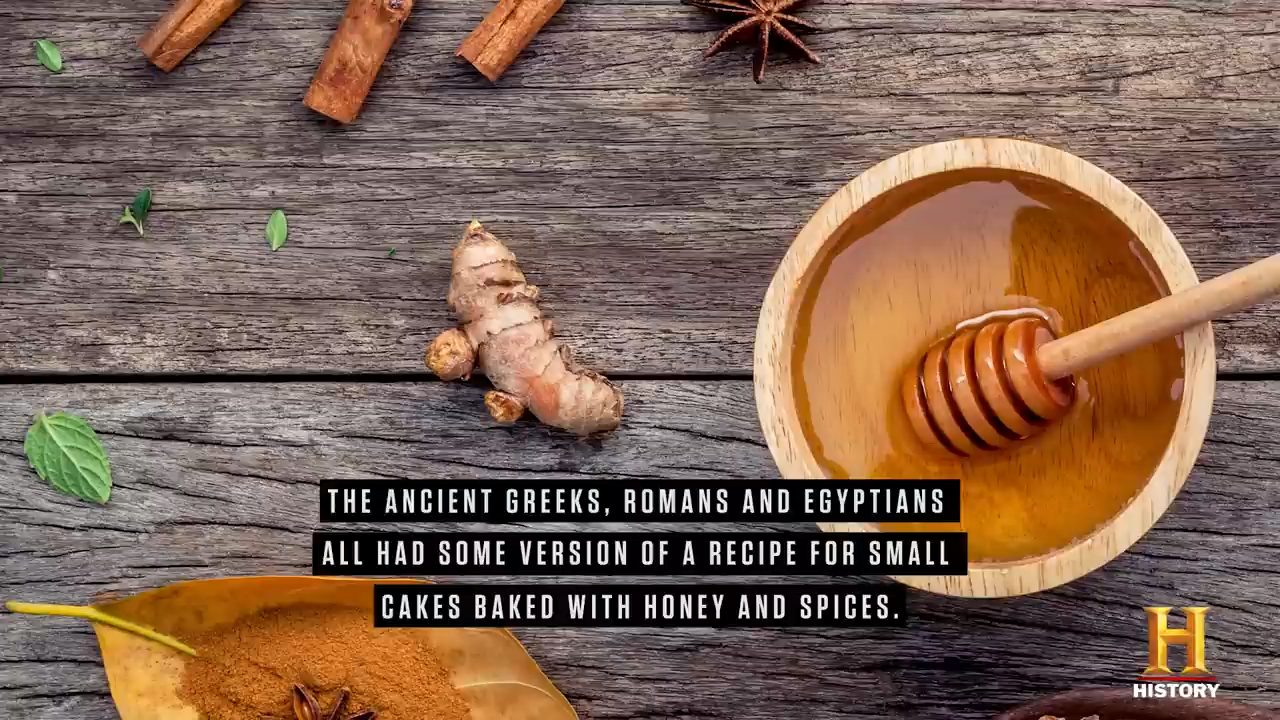 THE ANCIENT GREEKS, ROMANS AND EGYPTIANS
ALL HAD SOME VERSION OF A RECIPE FOR SMALL
CAKES BAKED WITH HONEY AND SPICES.
H
HISTORY